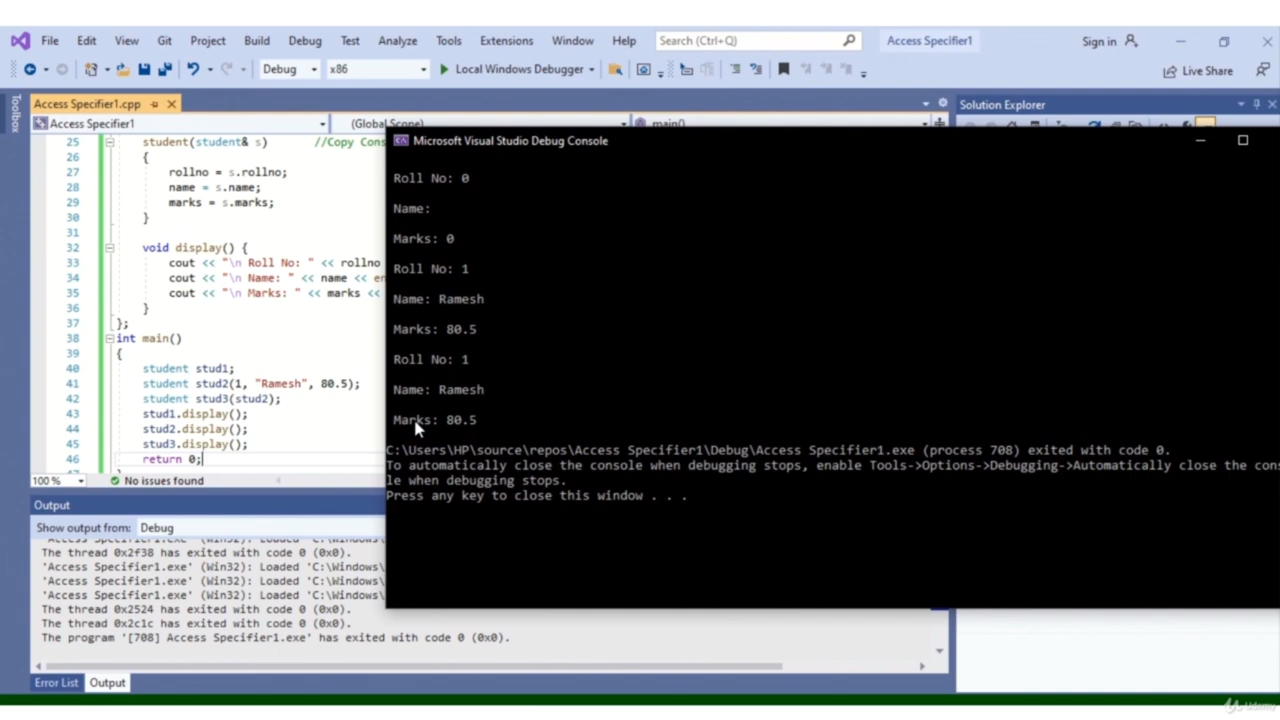 File Edit View Git Project Build Debug Test Analyze Tools Extensions Window Help Search (Ctrl+Q) Access Specifier1 Sign in
Debug x86 Local Windows Debugger Live Share
Toolbox
Access Specifier1.cpp Solution Explorer
Access Specifier1 (Global Scope) main()
25 student(student& s) //Copy Cons
26 {
27 rollno = s.rollno;
28 name = s.name;
29 marks = s.marks;
30 }
31
32 void display() {
33 cout << "\n Roll No: " << rollno
34 cout << "\n Name: " << name << en
35 cout << "\n Marks: " << marks <<
36 }
37 };
38 int main()
39 {
40 student stud1;
41 student stud2(1, "Ramesh", 80.5);
42 student stud3(stud2);
43 stud1.display();
44 stud2.display();
45 stud3.display();
46 return 0;
100 % No issues found
Microsoft Visual Studio Debug Console
Roll No: 0
Name:
Marks: 0
Roll No: 1
Name: Ramesh
Marks: 80.5
Roll No: 1
Name: Ramesh
Marks: 80.5
C:\Users\HP\source\repos\Access Specifier1\Debug\Access Specifier1.exe (process 708) exited with code 0.
To automatically close the console when debugging stops, enable Tools->Options->Debugging->Automatically close the conso
le when debugging stops.
Press any key to close this window . . .
Output
Show output from: Debug
'Access Specifier1.exe' (Win32): Loaded 'C:\Windows\
The thread 0x2f38 has exited with code 0 (0x0).
'Access Specifier1.exe' (Win32): Loaded 'C:\Windows\
'Access Specifier1.exe' (Win32): Loaded 'C:\Windows\
'Access Specifier1.exe' (Win32): Loaded 'C:\Windows\
The thread 0x2524 has exited with code 0 (0x0).
The thread 0x2c1c has exited with code 0 (0x0).
The program '[708] Access Specifier1.exe' has exited with code 0 (0x0).
Error List Output
Udemy